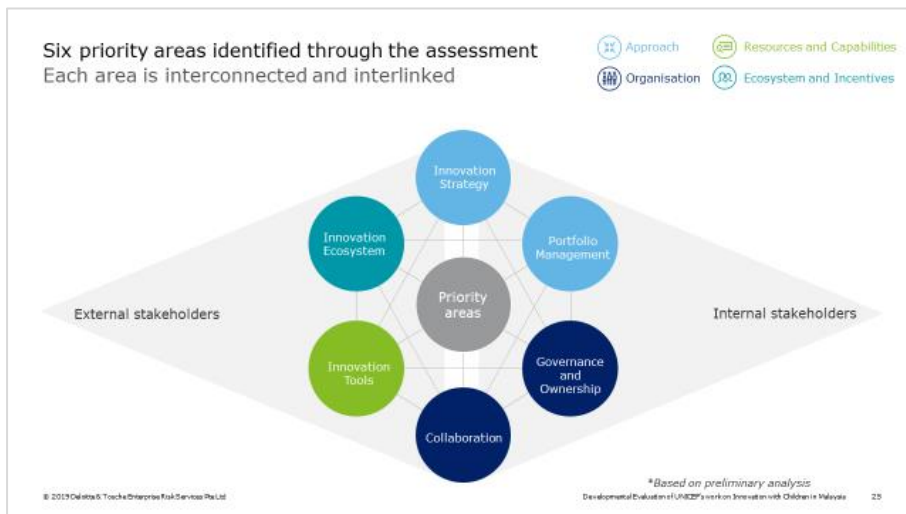 Six priority areas identified through the assessment
Each area is interconnected and interlinked
Approach
Resources and Capabilities
Organisation
Ecosystem and Incentives
Innovation
Strategy
Innovation
Ecosystem
Portfolio
Management
Priority
areas
External stakeholders
Internal stakeholders
Innovation
Tools
Governance
and
Ownership
Collaboration
*Based on preliminary analysis
© 2019 Deloitte & Touche Enterprise Risk Services Pte Ltd
Developmental Evaluation of UNICEF's work on Innovation with Children in Malaysia